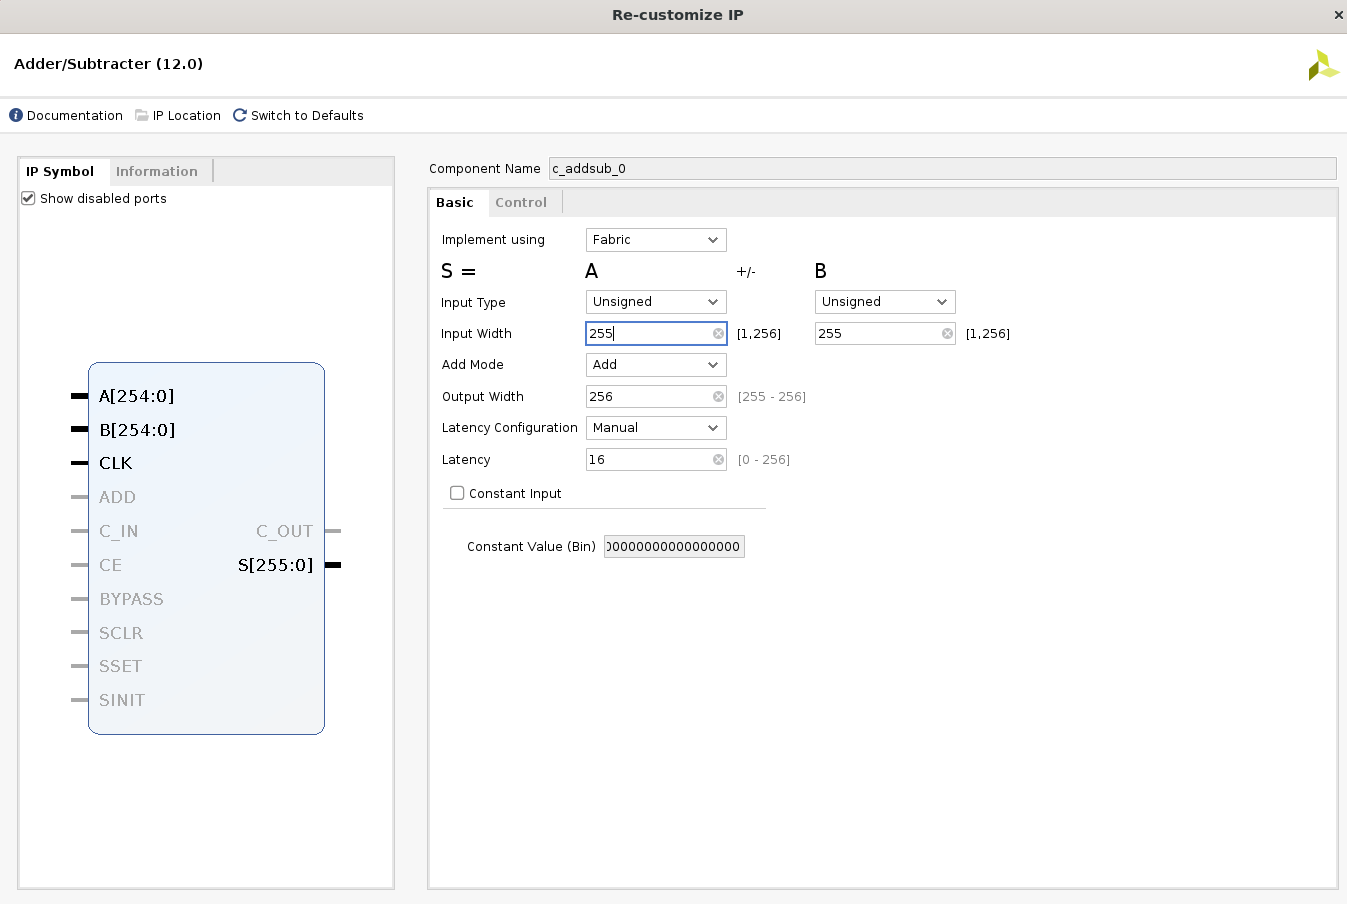 Re-customize IP
Adder/Subtracter (12.0)
Documentation IP Location Switch to Defaults
IP Symbol Information
Show disabled ports
A[254:0]
B[254:0]
CLK
ADD
C_IN C_OUT
CE S[255:0]
BYPASS
SCLR
SSET
SINIT
Component Name c_addsub_0
Basic Control
Implement using Fabric
S = A +/- B
Input Type Unsigned Unsigned
Input Width 255 [1,256] 255 [1,256]
Add Mode Add
Output Width 256 [255 - 256]
Latency Configuration Manual
Latency 16 [0 - 256]
Constant Input
Constant Value (Bin) 00000000000000000